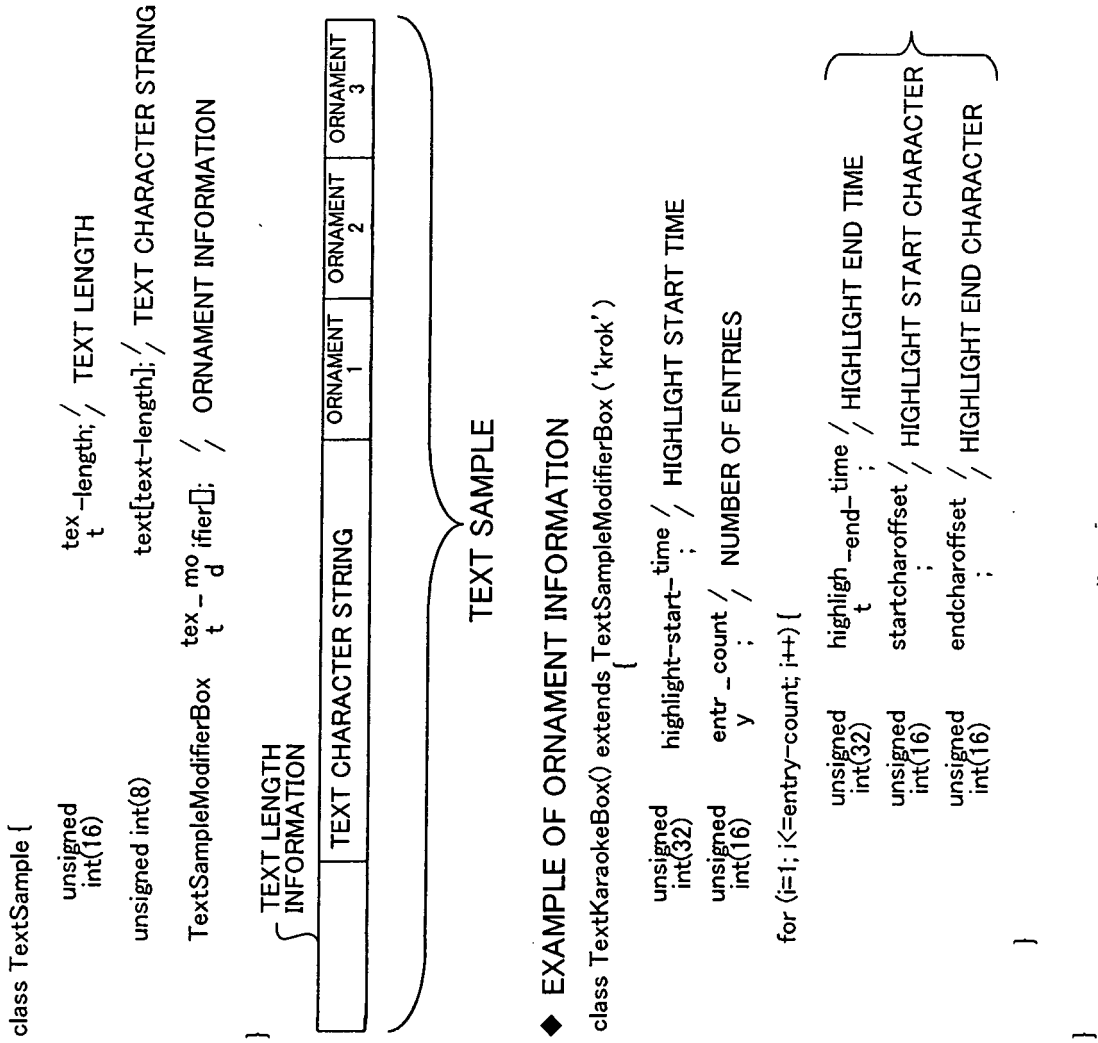 class TextSample {
unsigned int(16) text-length; // TEXT LENGTH
unsigned int(8) text[text-length]; // TEXT CHARACTER STRING
TextSampleModifierBox text_modifier[]; // ORNAMENT INFORMATION
}
TEXT LENGTH
INFORMATION
TEXT CHARACTER STRING ORNAMENT 1 ORNAMENT 2 ORNAMENT 3
TEXT SAMPLE
◆ EXAMPLE OF ORNAMENT INFORMATION
class TextKaraokeBox() extends TextSampleModifierBox ('krok') {
unsigned int(32) highlight-start-time; // HIGHLIGHT START TIME
unsigned int(16) entry_count; // NUMBER OF ENTRIES
for (i=1; i<=entry-count; i++) {
unsigned int(32) highlight-end-time; // HIGHLIGHT END TIME
unsigned int(16) startcharoffset; // HIGHLIGHT START CHARACTER
unsigned int(16) endcharoffset; // HIGHLIGHT END CHARACTER
}
}